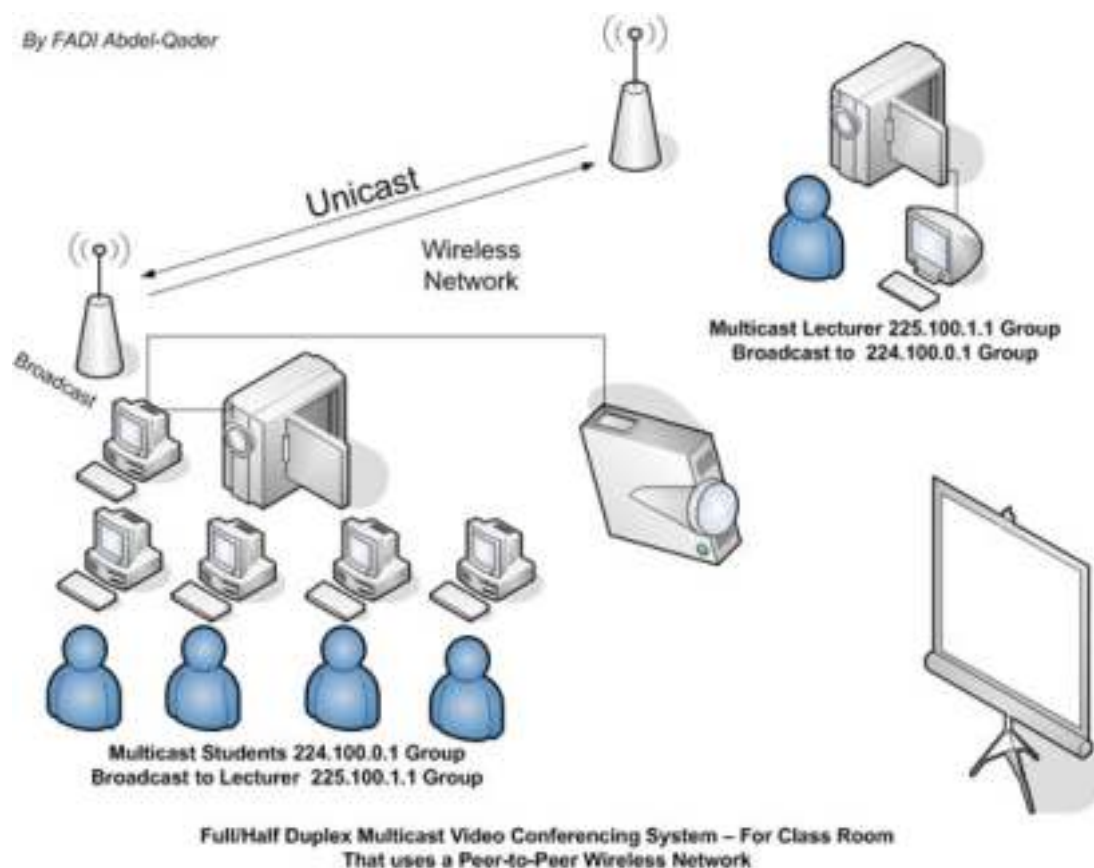 By FADI Abdel-Qader
Unicast
Wireless
Network
Multicast Lecturer 225.100.1.1 Group
Broadcast to 224.100.0.1 Group
Broadcast
Multicast Students 224.100.0.1 Group
Broadcast to Lecturer 225.100.1.1 Group
Full/Half Duplex Multicast Video Conferencing System – For Class Room
That uses a Peer-to-Peer Wireless Network